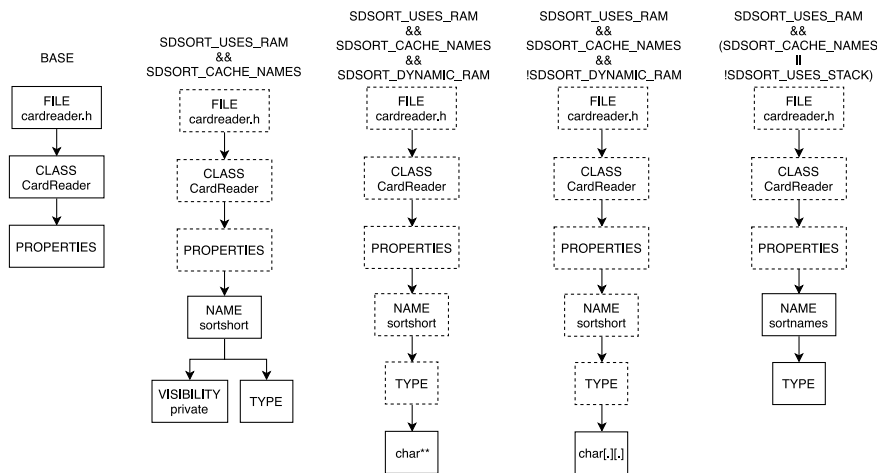 BASE
FILE
cardreader.h
CLASS
CardReader
PROPERTIES
SDSORT_USES_RAM
&&
SDSORT_CACHE_NAMES
FILE
cardreader.h
CLASS
CardReader
PROPERTIES
NAME
sortshort
VISIBILITY
private
TYPE
SDSORT_USES_RAM
&&
SDSORT_CACHE_NAMES
&&
SDSORT_DYNAMIC_RAM
FILE
cardreader.h
CLASS
CardReader
PROPERTIES
NAME
sortshort
TYPE
char**
SDSORT_USES_RAM
&&
SDSORT_CACHE_NAMES
&&
!SDSORT_DYNAMIC_RAM
FILE
cardreader.h
CLASS
CardReader
PROPERTIES
NAME
sortshort
TYPE
char[.][.]
SDSORT_USES_RAM
&&
(SDSORT_CACHE_NAMES
||
!SDSORT_USES_STACK)
FILE
cardreader.h
CLASS
CardReader
PROPERTIES
NAME
sortnames
TYPE